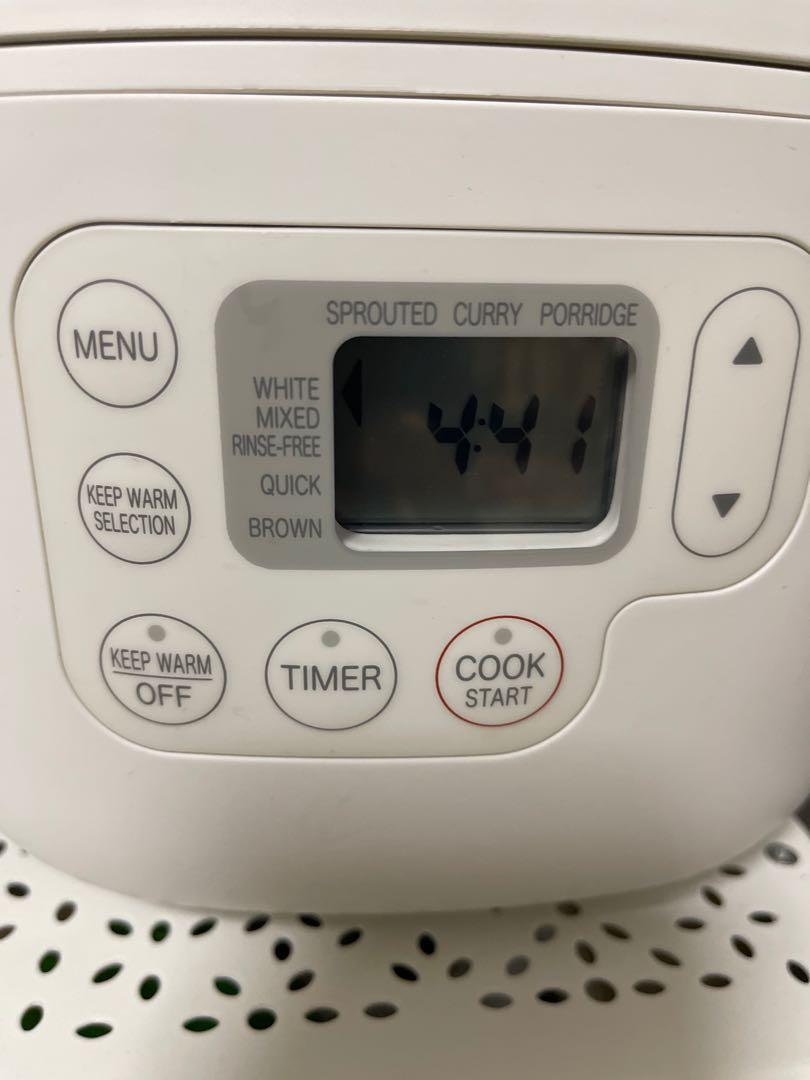 MENU
SPROUTED CURRY PORRIDGE
WHITE
MIXED
RINSE-FREE
QUICK
BROWN
4:41
KEEP WARM
SELECTION
KEEP WARM
OFF
TIMER
COOK
START